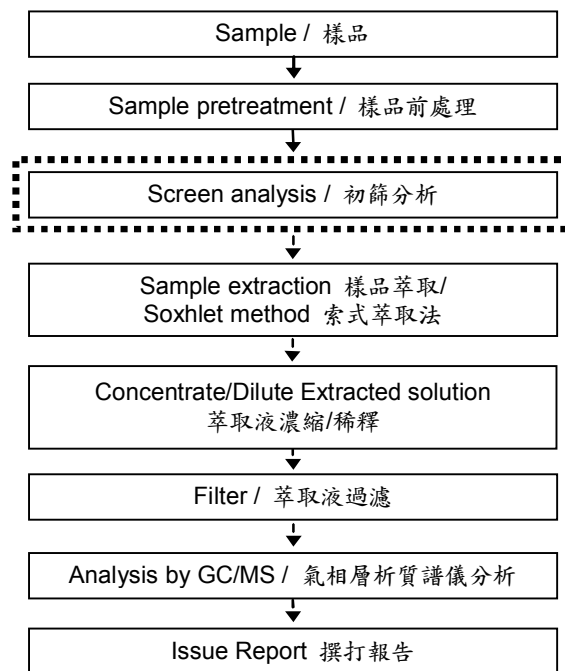 Sample / 樣品
Sample pretreatment / 樣品前處理
Screen analysis / 初篩分析
Sample extraction 樣品萃取/
Soxhlet method 索式萃取法
Concentrate/Dilute Extracted solution
萃取液濃縮/稀釋
Filter / 萃取液過濾
Analysis by GC/MS / 氣相層析質譜儀分析
Issue Report 撰打報告